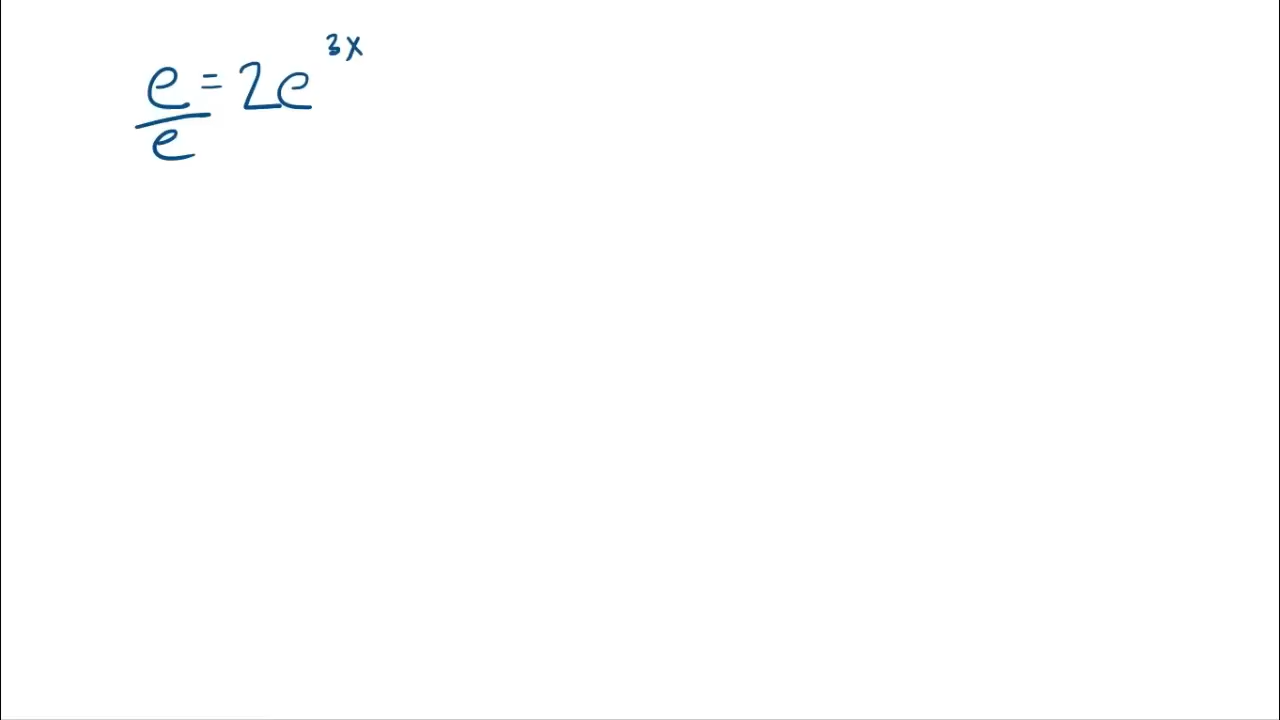 e = 2e^3x
e